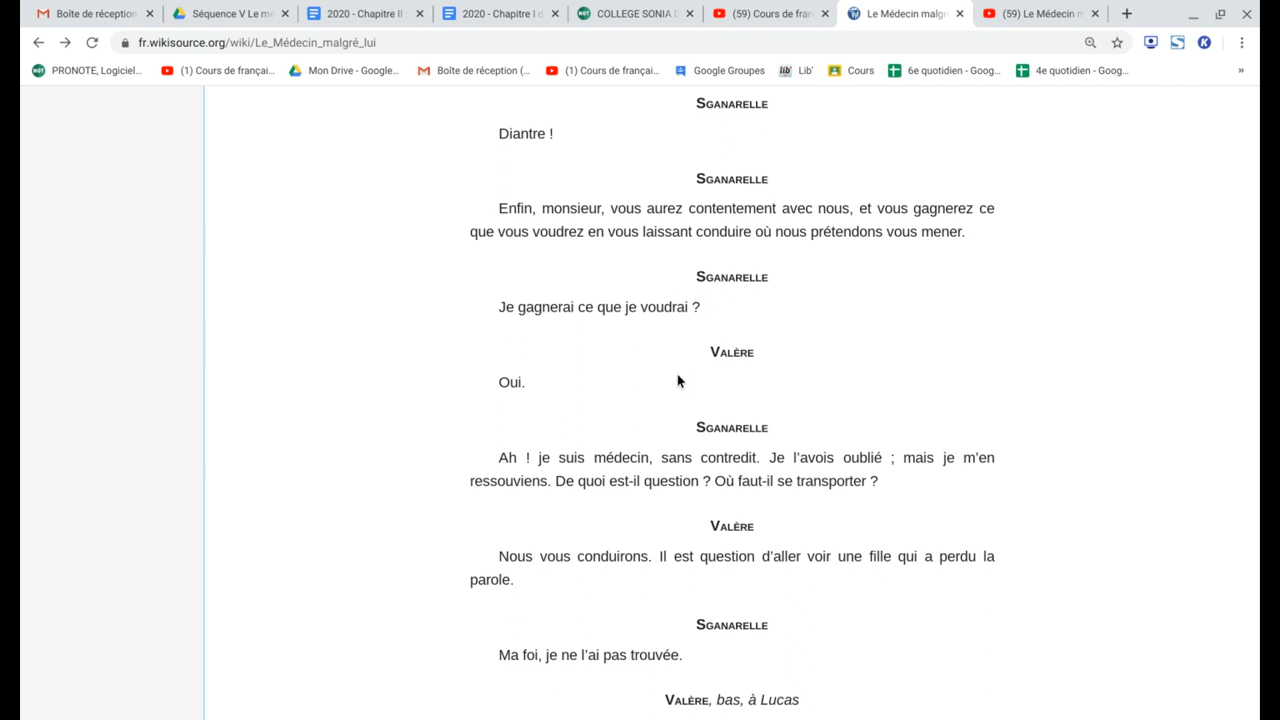 Boîte de réception
Séquence V Le mé
2020 - Chapitre II
2020 - Chapitre I d
COLLEGE SONIA D
(59) Cours de fran
Le Médecin malgr
(59) Le Médecin m
fr.wikisource.org/wiki/Le_Médecin_malgré_lui
PRONOTE, Logiciel...
(1) Cours de françai...
Mon Drive - Google...
Boîte de réception (...
(1) Cours de françai...
Google Groupes
Lib'
Cours
6e quotidien - Goog...
4e quotidien - Goog...
»
Sganarelle
Diantre !
Sganarelle
Enfin, monsieur, vous aurez contentement avec nous, et vous gagnerez ce
que vous voudrez en vous laissant conduire où nous prétendons vous mener.
Sganarelle
Je gagnerai ce que je voudrai ?
Valère
Oui.
Sganarelle
Ah ! je suis médecin, sans contredit. Je l’avois oublié ; mais je m’en
ressouviens. De quoi est-il question ? Où faut-il se transporter ?
Valère
Nous vous conduirons. Il est question d’aller voir une fille qui a perdu la
parole.
Sganarelle
Ma foi, je ne l’ai pas trouvée.
Valère, bas, à Lucas